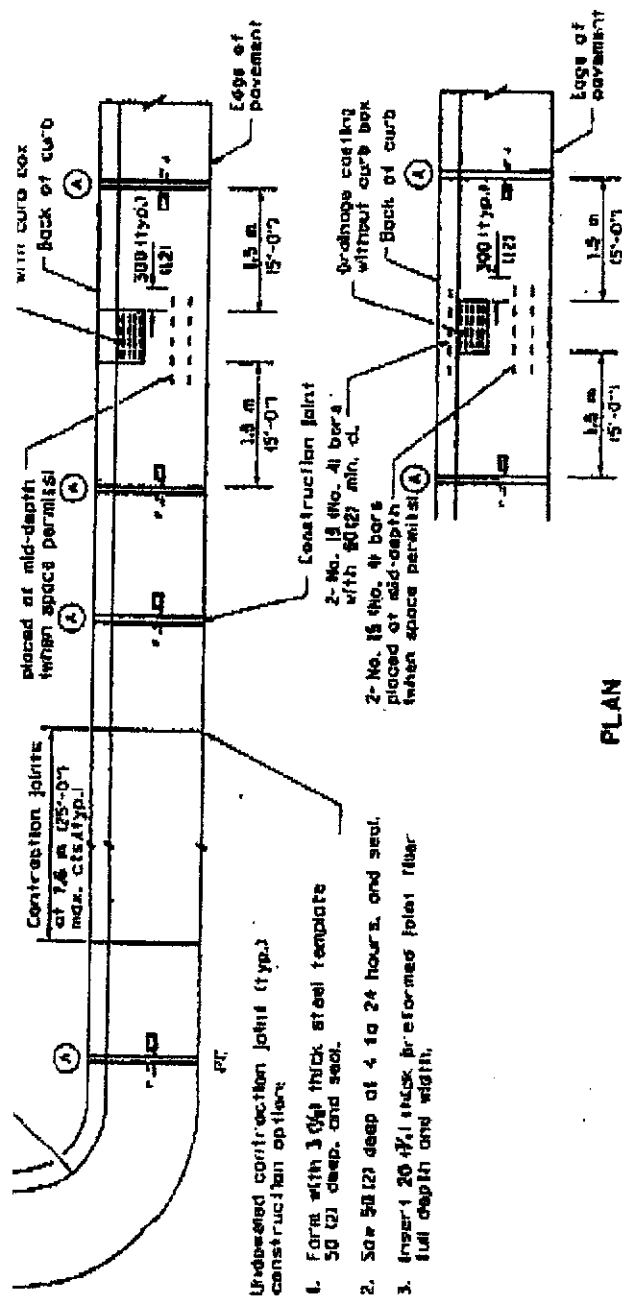 with curb box
Back of curb
Edge of
pavement
A
300 (typ.)
(12)
1.5 m
(5'-0")
1.5 m
(5'-0")
placed at mid-depth
(when space permits)
A
A
Construction joint
Contraction joints
at 7.6 m (25'-0")
max. cts. (typ.)
A
PC
Undoweled contraction joint (typ.)
construction option:
1. Form with 3 (1/8) thick steel template
50 (2) deep, and seal.
2. Saw 50 (2) deep at 4 to 24 hours, and seal.
3. Insert 20 (3/4) thick preformed joint filler
full depth and width.
Drainage casting
without curb box
Back of curb
Edge of
pavement
A
300 (typ.)
(12)
1.5 m
(5'-0")
1.5 m
(5'-0")
A
2- No. 15 (No. 4) bars
with 50 (2) min. cl.
2- No. 15 (No. 4) bars
placed at mid-depth
(when space permits)
PLAN